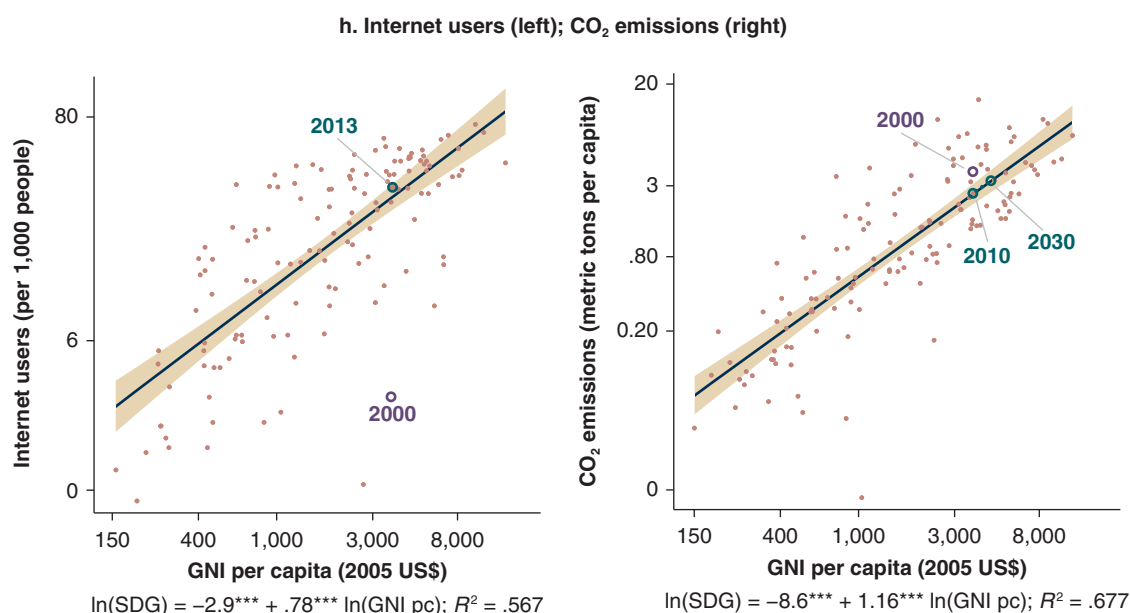 h. Internet users (left); CO₂ emissions (right)
Internet users (per 1,000 people)
80
6
0
2013
2000
150 400 1,000 3,000 8,000
GNI per capita (2005 US$)
ln(SDG) = −2.9*** + .78*** ln(GNI pc); R² = .567
CO₂ emissions (metric tons per capita)
20
3
.80
0.20
0
2000
2010
2030
150 400 1,000 3,000 8,000
GNI per capita (2005 US$)
ln(SDG) = −8.6*** + 1.16*** ln(GNI pc); R² = .677